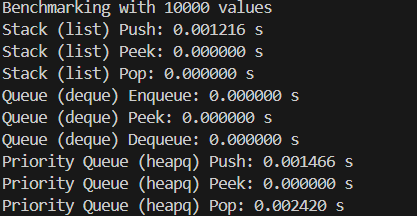 Benchmarking with 10000 values
Stack (list) Push: 0.001216 s
Stack (list) Peek: 0.000000 s
Stack (list) Pop: 0.000000 s
Queue (deque) Enqueue: 0.000000 s
Queue (deque) Peek: 0.000000 s
Queue (deque) Dequeue: 0.000000 s
Priority Queue (heapq) Push: 0.001466 s
Priority Queue (heapq) Peek: 0.000000 s
Priority Queue (heapq) Pop: 0.002420 s